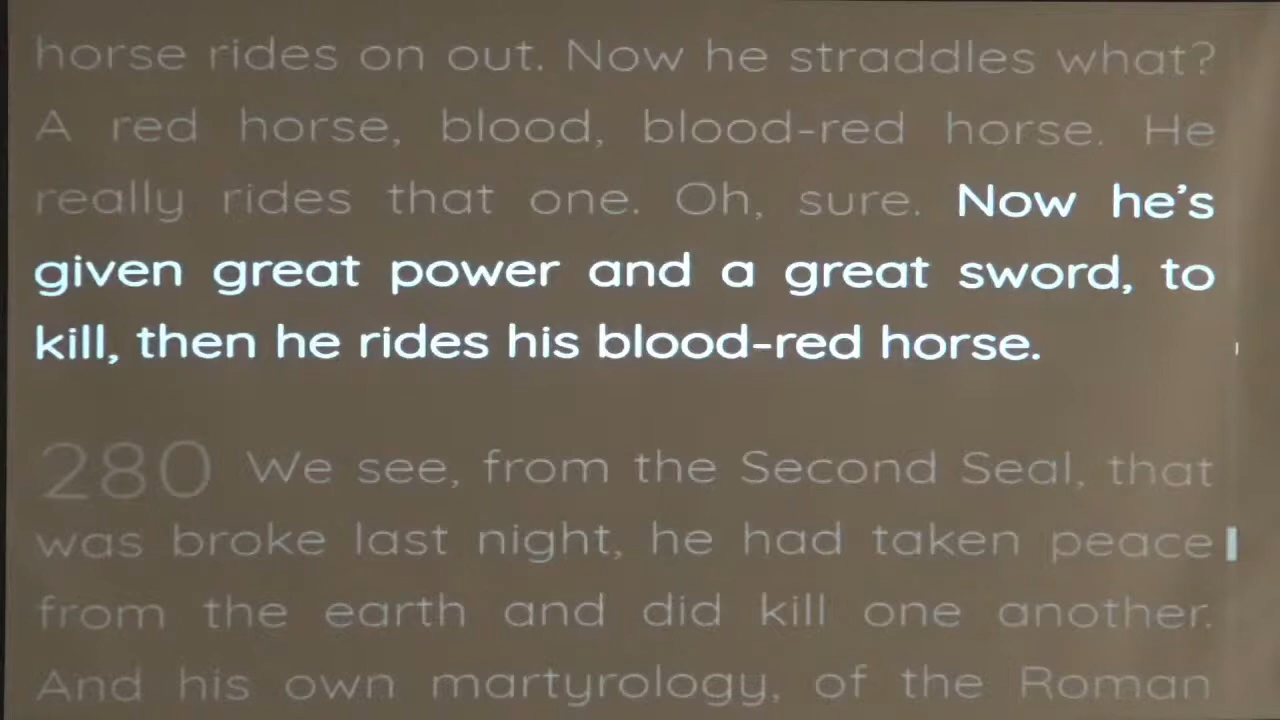 horse rides on out. Now he straddles what?
A red horse, blood, blood-red horse. He
really rides that one. Oh, sure. Now he's
given great power and a great sword, to
kill, then he rides his blood-red horse.
280 We see, from the Second Seal, that
was broke last night, he had taken peace
from the earth and did kill one another.
And his own martyrology, of the Roman